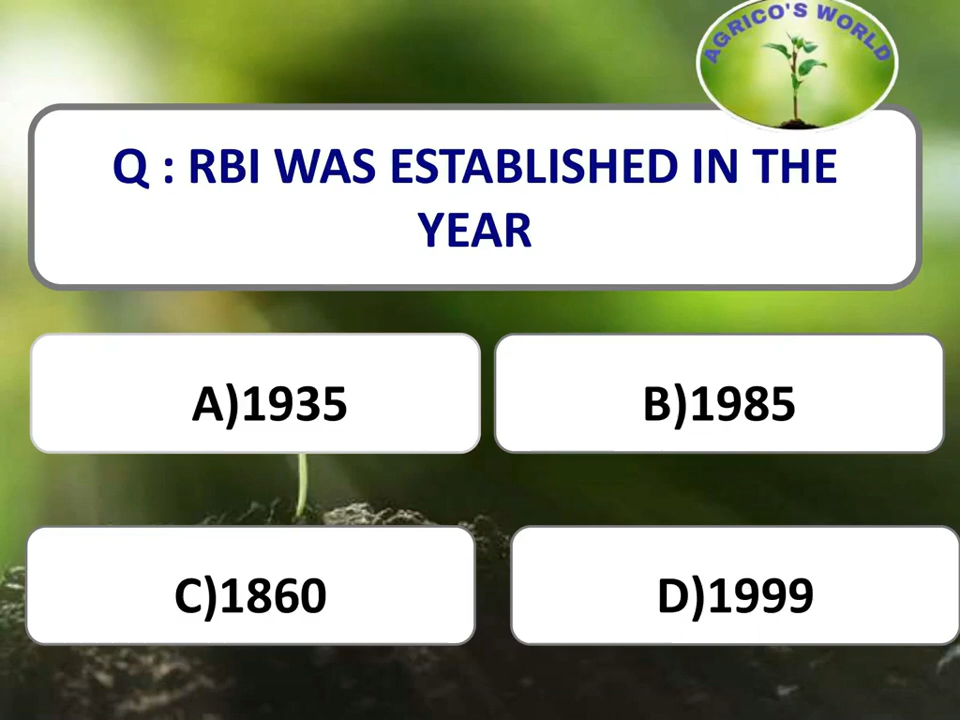 AGRICO'S WORLD
Q : RBI WAS ESTABLISHED IN THE
YEAR
A)1935
B)1985
C)1860
D)1999